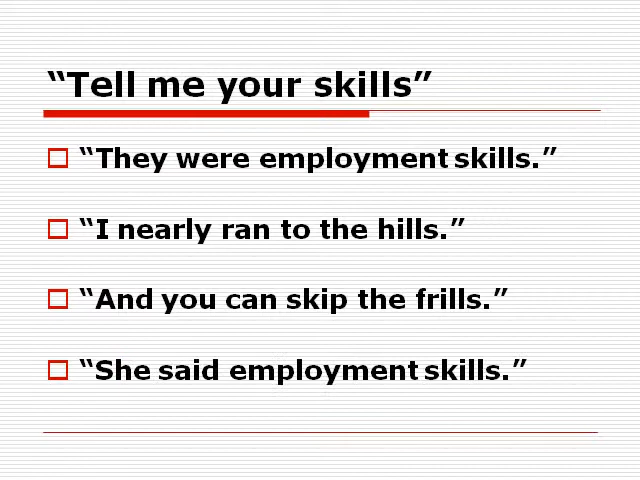 “Tell me your skills”
“They were employment skills.”
“I nearly ran to the hills.”
“And you can skip the frills.”
“She said employment skills.”